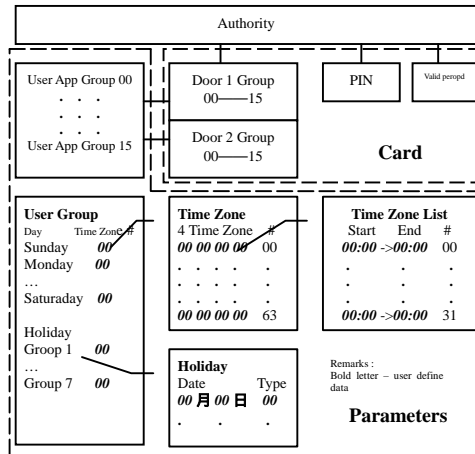 Authority
User App Group 00
. . .
. . .
. . .
User App Group 15
Door 1 Group
00——15
Door 2 Group
00——15
PIN
Valid peropd
Card
User Group
Day Time Zone #
Sunday 00
Monday 00
…
Saturaday 00
Holiday
Groop 1 00
…
Group 7 00
Time Zone
4 Time Zone #
00 00 00 00 00
. . . . .
. . . . .
. . . . .
00 00 00 00 63
Time Zone List
Start End #
00:00 ->00:00 00
. . .
. . .
. . .
00:00 ->00:00 31
Holiday
Date Type
00 月 00 日 00
. . .
Remarks :
Bold letter – user define
data
Parameters